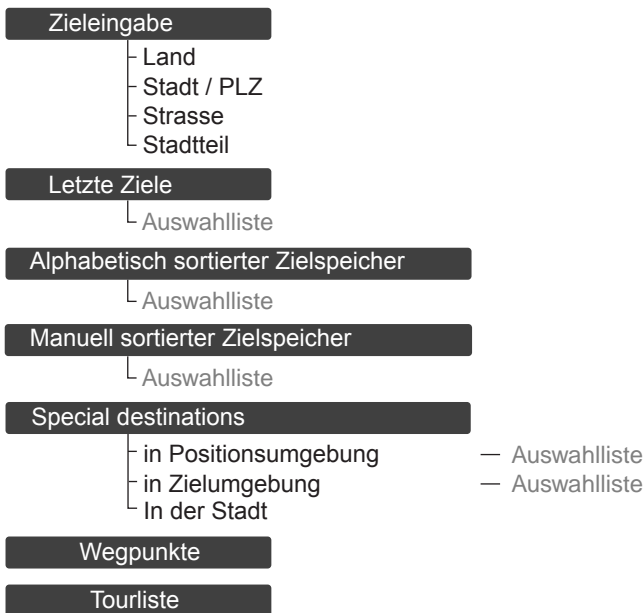 Zieleingabe
Land
Stadt / PLZ
Strasse
Stadtteil
Letzte Ziele
Auswahlliste
Alphabetisch sortierter Zielspeicher
Auswahlliste
Manuell sortierter Zielspeicher
Auswahlliste
Special destinations
in Positionsumgebung — Auswahlliste
in Zielumgebung — Auswahlliste
In der Stadt
Wegpunkte
Tourliste